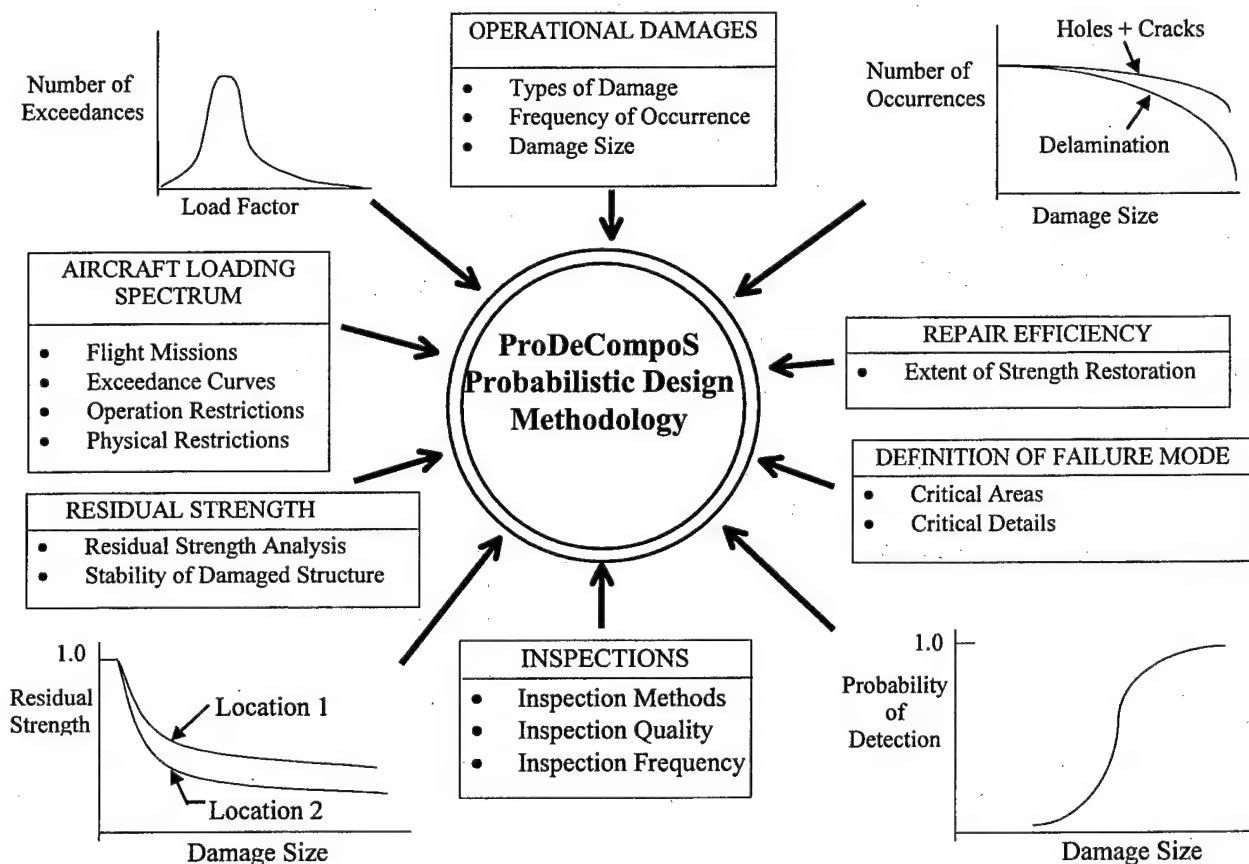 Number of
Exceedances
Load Factor
OPERATIONAL DAMAGES
• Types of Damage
• Frequency of Occurrence
• Damage Size
Holes + Cracks
Number of
Occurrences
Delamination
Damage Size
AIRCRAFT LOADING
SPECTRUM
• Flight Missions
• Exceedance Curves
• Operation Restrictions
• Physical Restrictions
ProDeCompoS
Probabilistic Design
Methodology
REPAIR EFFICIENCY
• Extent of Strength Restoration
DEFINITION OF FAILURE MODE
• Critical Areas
• Critical Details
RESIDUAL STRENGTH
• Residual Strength Analysis
• Stability of Damaged Structure
1.0
Residual
Strength
Location 1
Location 2
Damage Size
INSPECTIONS
• Inspection Methods
• Inspection Quality
• Inspection Frequency
1.0
Probability
of
Detection
Damage Size